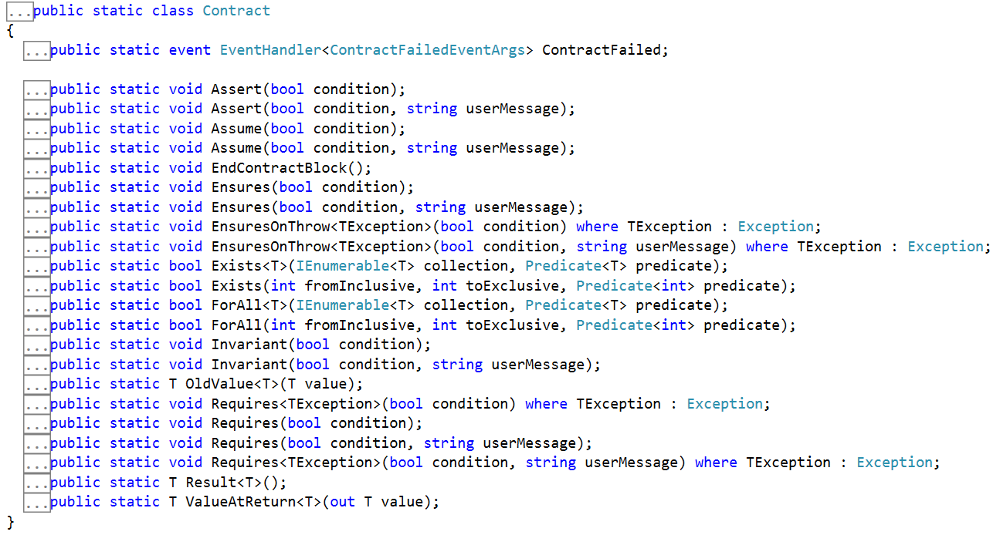 ...public static class Contract
{
...public static event EventHandler<ContractFailedEventArgs> ContractFailed;
...public static void Assert(bool condition);
...public static void Assert(bool condition, string userMessage);
...public static void Assume(bool condition);
...public static void Assume(bool condition, string userMessage);
...public static void EndContractBlock();
...public static void Ensures(bool condition);
...public static void Ensures(bool condition, string userMessage);
...public static void EnsuresOnThrow<TException>(bool condition) where TException : Exception;
...public static void EnsuresOnThrow<TException>(bool condition, string userMessage) where TException : Exception;
...public static bool Exists<T>(IEnumerable<T> collection, Predicate<T> predicate);
...public static bool Exists(int fromInclusive, int toExclusive, Predicate<int> predicate);
...public static bool ForAll<T>(IEnumerable<T> collection, Predicate<T> predicate);
...public static bool ForAll(int fromInclusive, int toExclusive, Predicate<int> predicate);
...public static void Invariant(bool condition);
...public static void Invariant(bool condition, string userMessage);
...public static T OldValue<T>(T value);
...public static void Requires<TException>(bool condition) where TException : Exception;
...public static void Requires(bool condition);
...public static void Requires(bool condition, string userMessage);
...public static void Requires<TException>(bool condition, string userMessage) where TException : Exception;
...public static T Result<T>();
...public static T ValueAtReturn<T>(out T value);
}